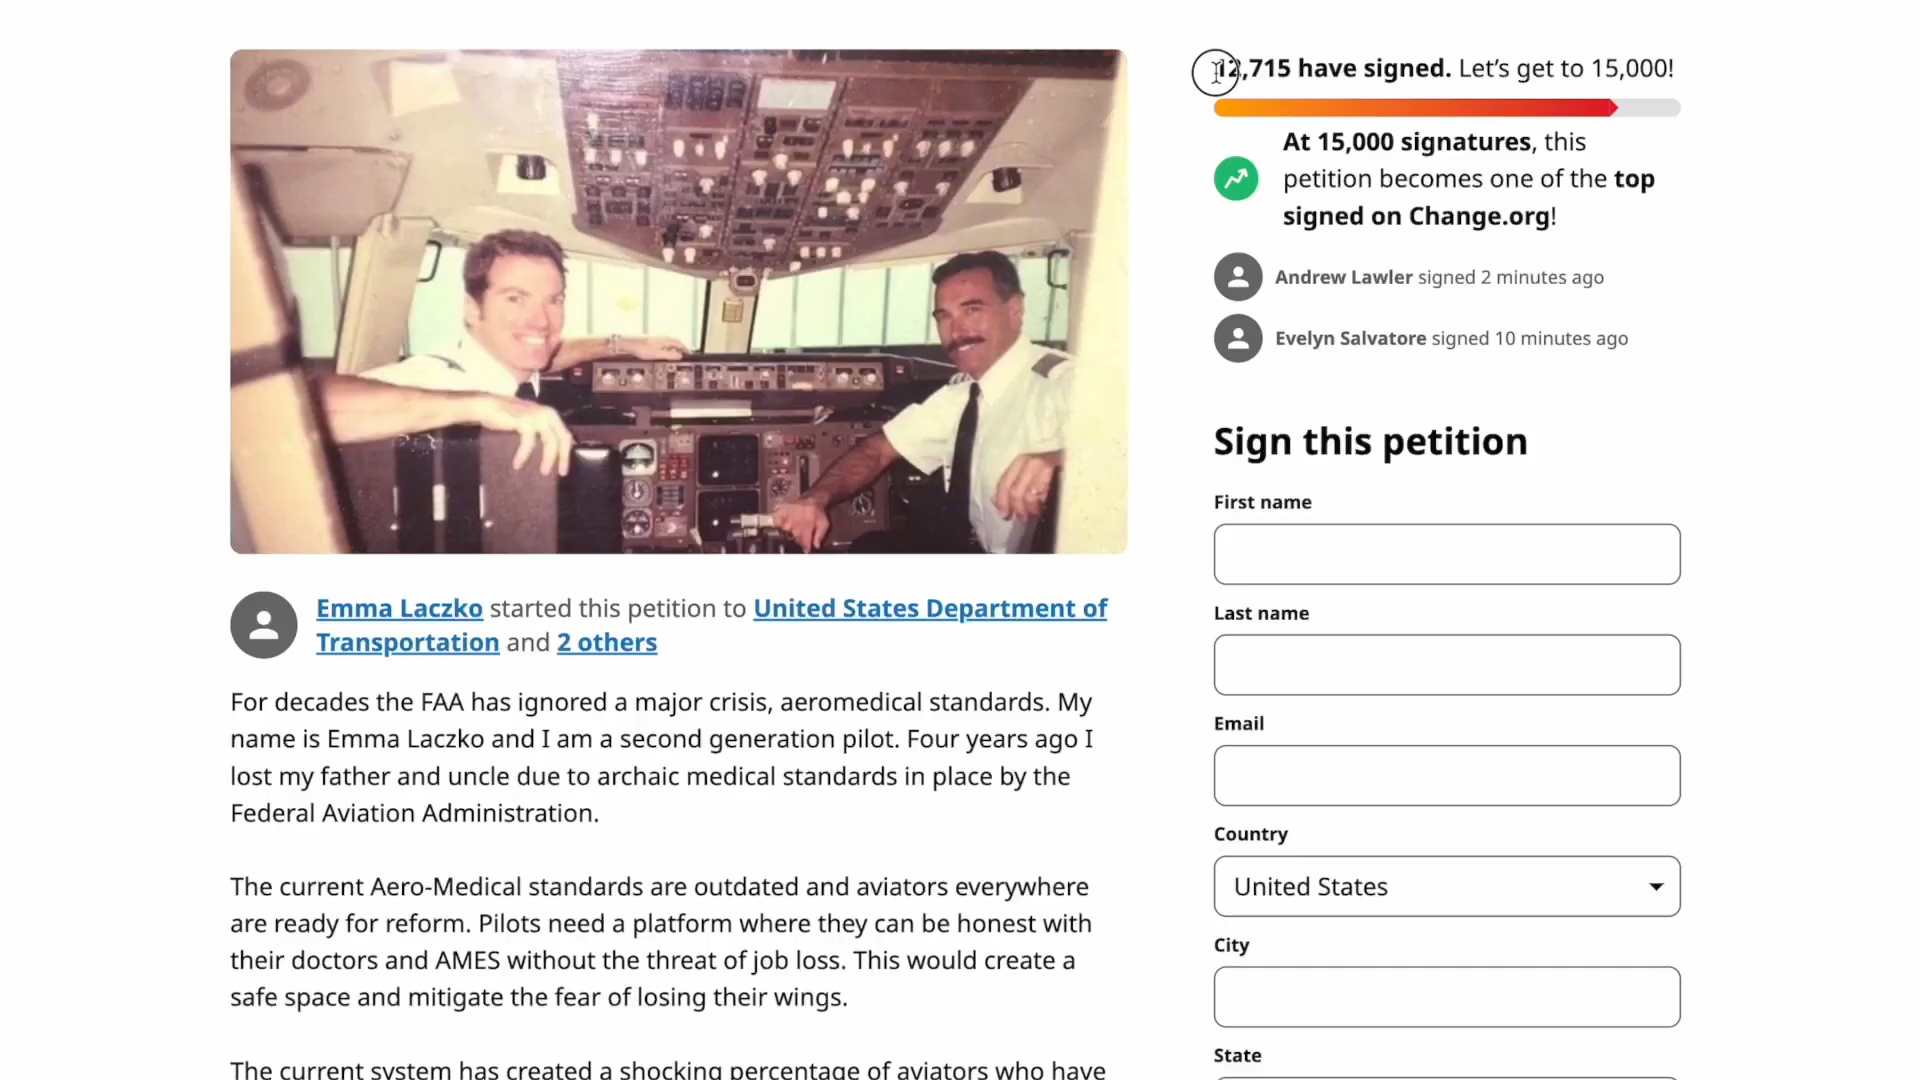 12,715 have signed. Let’s get to 15,000!
At 15,000 signatures, this
petition becomes one of the top
signed on Change.org!
Andrew Lawler signed 2 minutes ago
Evelyn Salvatore signed 10 minutes ago
Sign this petition
First name
Last name
Email
Country
United States
City
State
Emma Laczko started this petition to United States Department of
Transportation and 2 others
For decades the FAA has ignored a major crisis, aeromedical standards. My
name is Emma Laczko and I am a second generation pilot. Four years ago I
lost my father and uncle due to archaic medical standards in place by the
Federal Aviation Administration.
The current Aero-Medical standards are outdated and aviators everywhere
are ready for reform. Pilots need a platform where they can be honest with
their doctors and AMES without the threat of job loss. This would create a
safe space and mitigate the fear of losing their wings.
The current system has created a shocking percentage of aviators who have